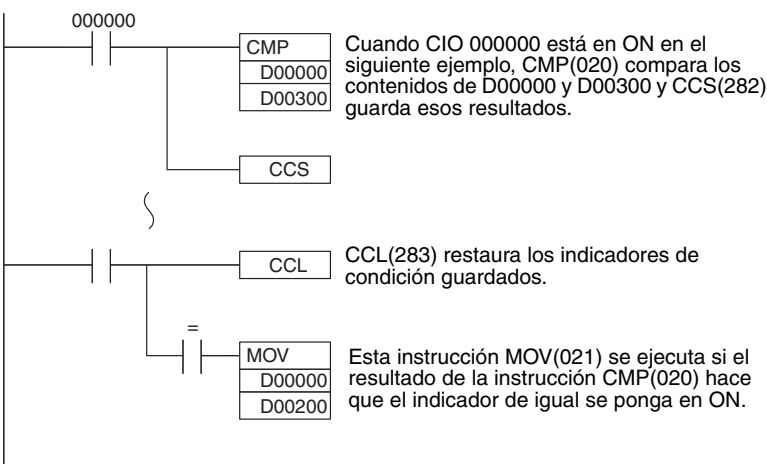 000000
CMP
D00000
D00300
Cuando CIO 000000 está en ON en el
siguiente ejemplo, CMP(020) compara los
contenidos de D00000 y D00300 y CCS(282)
guarda esos resultados.
CCS
CCL
CCL(283) restaura los indicadores de
condición guardados.
=
MOV
D00000
D00200
Esta instrucción MOV(021) se ejecuta si el
resultado de la instrucción CMP(020) hace
que el indicador de igual se ponga en ON.